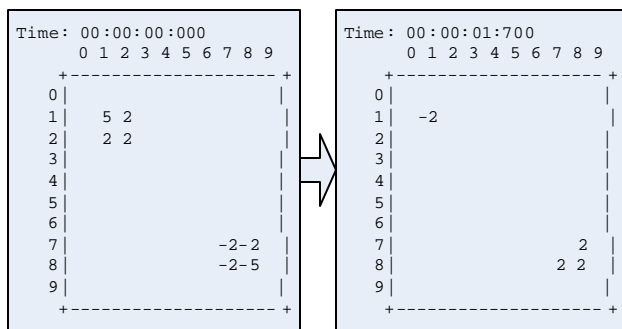 Time: 00:00:00:000
0 1 2 3 4 5 6 7 8 9
+------------------- +
0| |
1| 5 2 |
2| 2 2 |
3| |
4| |
5| |
6| |
7| -2-2 |
8| -2-5 |
9| |
+------------------- +
Time: 00:00:01:700
0 1 2 3 4 5 6 7 8 9
+------------------- +
0| |
1| -2 |
2| |
3| |
4| |
5| |
6| |
7| 2 |
8| 2 2 |
9| |
+------------------- +